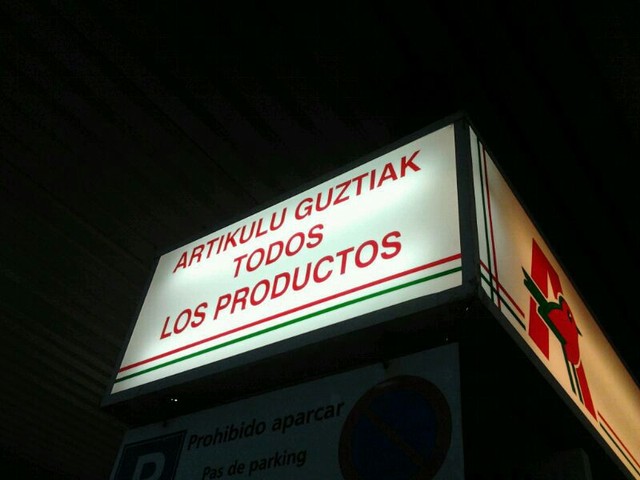 ARTIKULU GUZTIAK
TODOS
LOS PRODUCTOS
Prohibido aparcar
P
Pas de parking